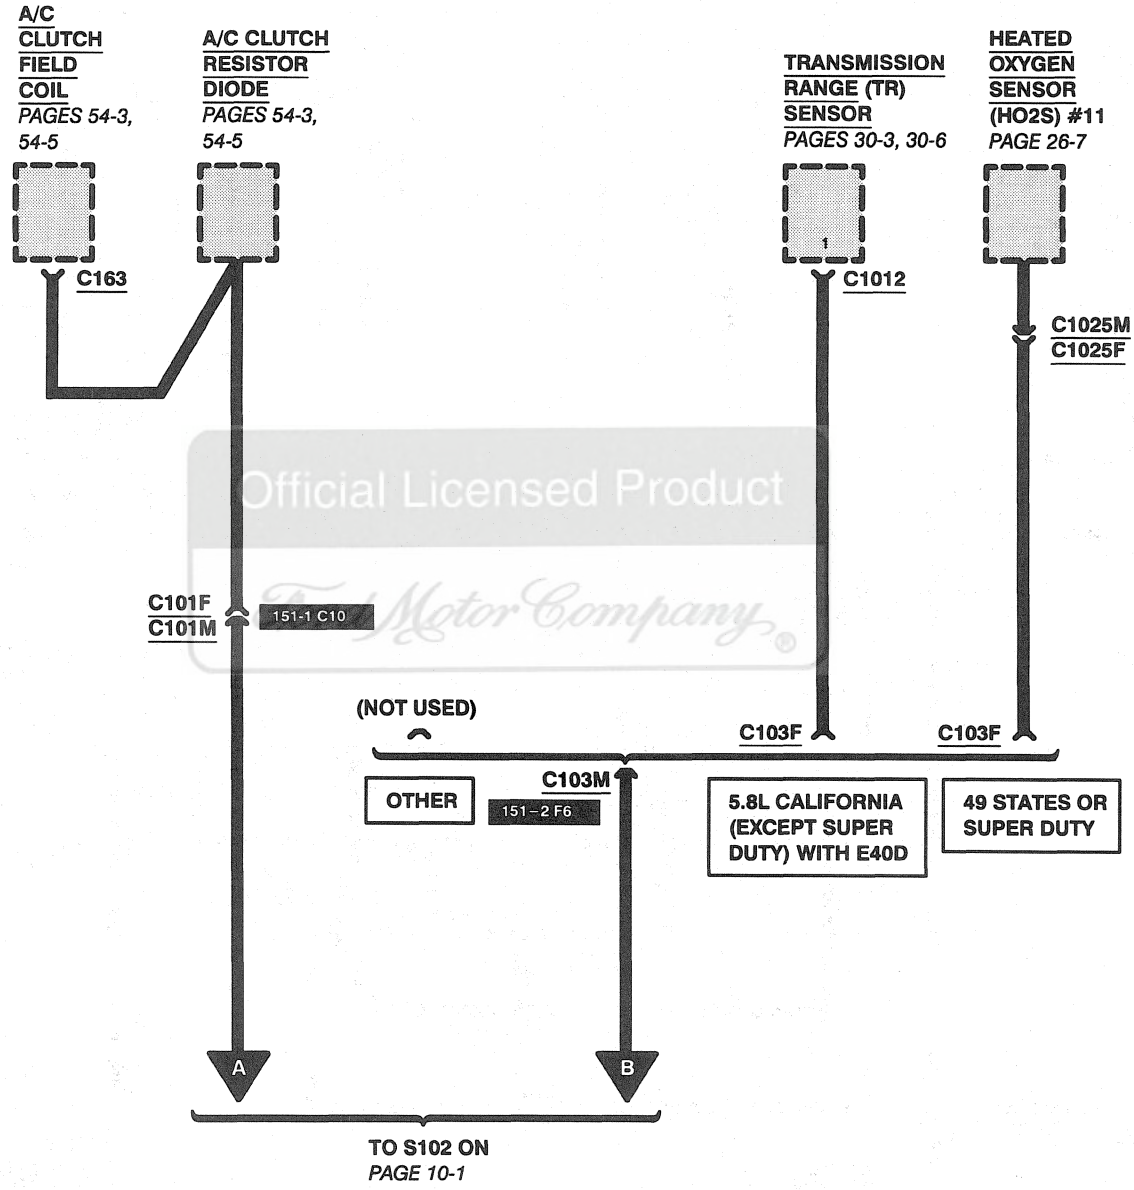 A/C
CLUTCH
FIELD
COIL
PAGES 54-3,
54-5
A/C CLUTCH
RESISTOR
DIODE
PAGES 54-3,
54-5
TRANSMISSION
RANGE (TR)
SENSOR
PAGES 30-3, 30-6
HEATED
OXYGEN
SENSOR
(HO2S) #11
PAGE 26-7
1
C163
C1012
C1025M
C1025F
Official Licensed Product
Ford Motor Company
®
C101F
C101M
151-1 C10
(NOT USED)
C103F
C103F
C103M
151-2 F6
OTHER
5.8L CALIFORNIA
(EXCEPT SUPER
DUTY) WITH E40D
49 STATES OR
SUPER DUTY
A
B
TO S102 ON
PAGE 10-1